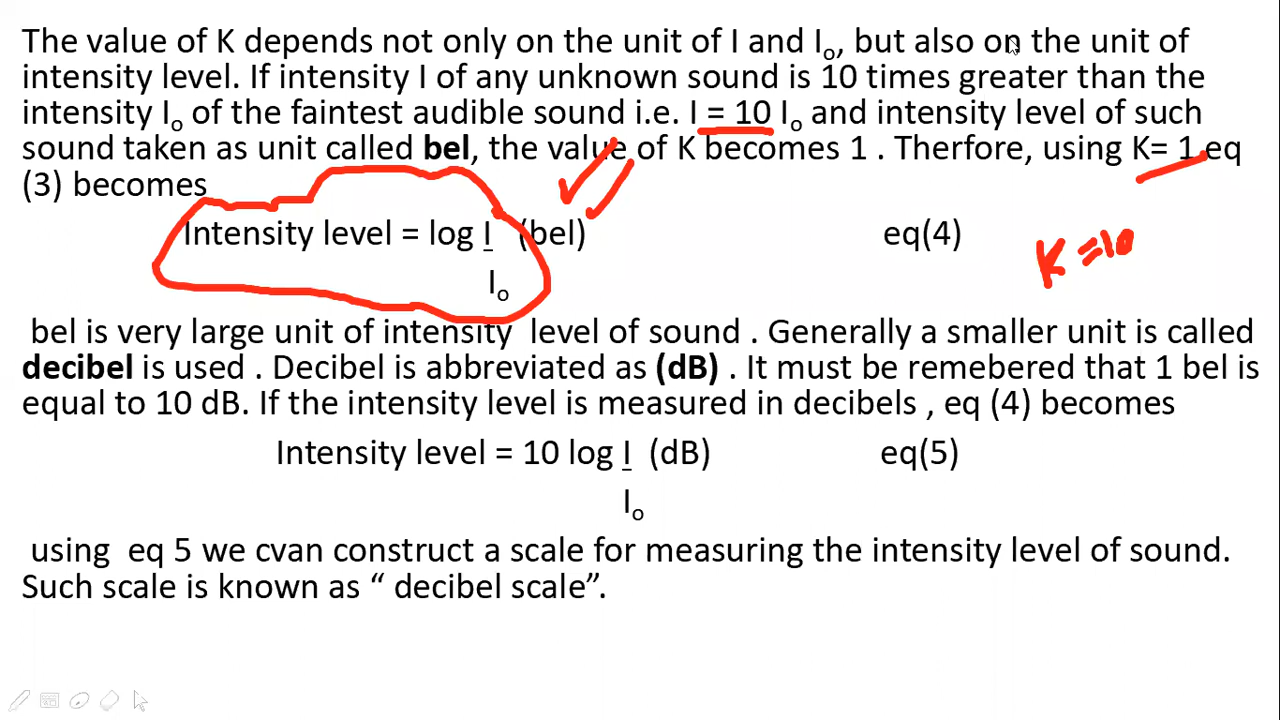 The value of K depends not only on the unit of I and Io, but also on the unit of
intensity level. If intensity I of any unknown sound is 10 times greater than the
intensity Io of the faintest audible sound i.e. I = 10 Io and intensity level of such
sound taken as unit called bel, the value of K becomes 1 . Therfore, using K= 1 eq
(3) becomes
Intensity level = log I (bel) eq(4)
Io
K =10
bel is very large unit of intensity level of sound . Generally a smaller unit is called
decibel is used . Decibel is abbreviated as (dB) . It must be remebered that 1 bel is
equal to 10 dB. If the intensity level is measured in decibels , eq (4) becomes
Intensity level = 10 log I (dB) eq(5)
Io
using eq 5 we cvan construct a scale for measuring the intensity level of sound.
Such scale is known as “ decibel scale”.